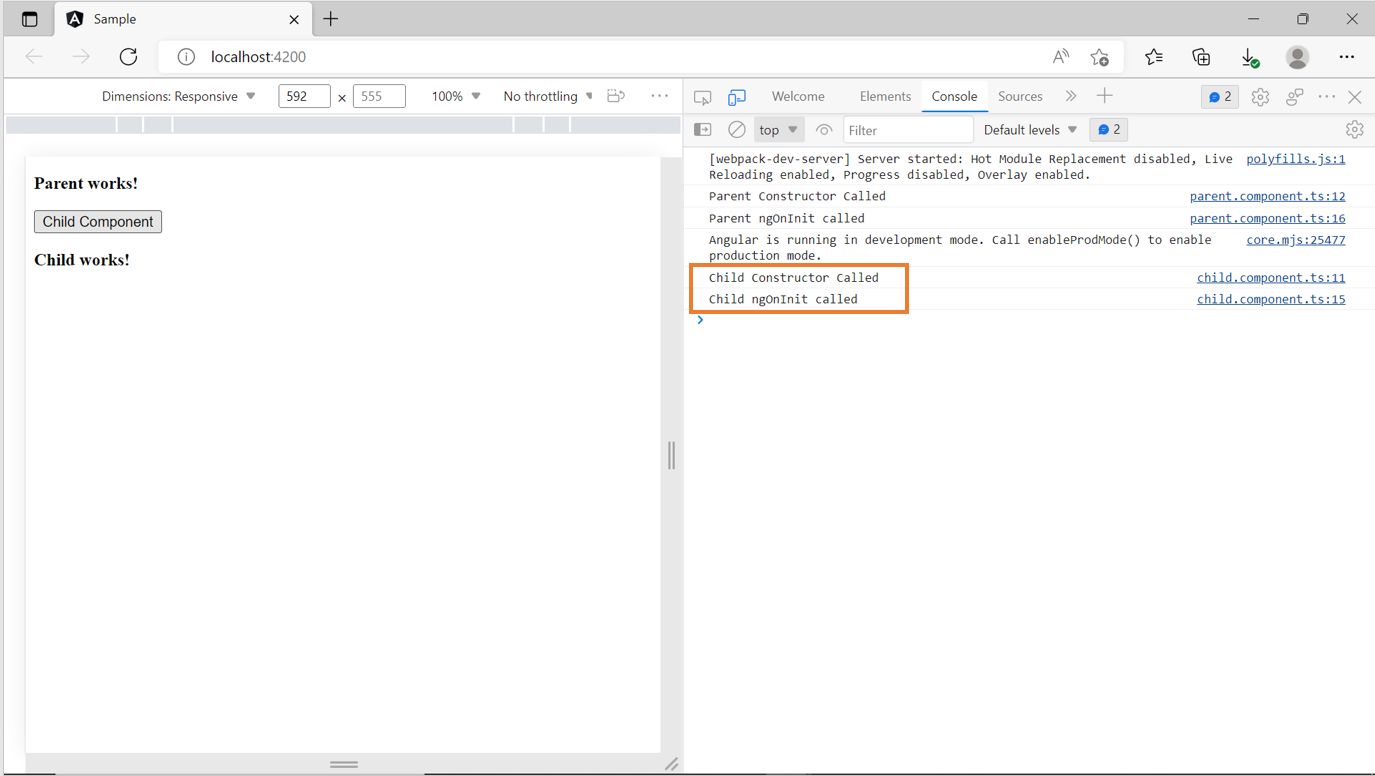 Sample
localhost:4200
Dimensions: Responsive 592 × 555 100% No throttling
Welcome Elements Console Sources 2
top Filter Default levels 2
Parent works!
Child Component
Child works!
[webpack-dev-server] Server started: Hot Module Replacement disabled, Live polyfills.js:1
Reloading enabled, Progress disabled, Overlay enabled.
Parent Constructor Called parent.component.ts:12
Parent ngOnInit called parent.component.ts:16
Angular is running in development mode. Call enableProdMode() to enable core.mjs:25477
production mode.
Child Constructor Called child.component.ts:11
Child ngOnInit called child.component.ts:15